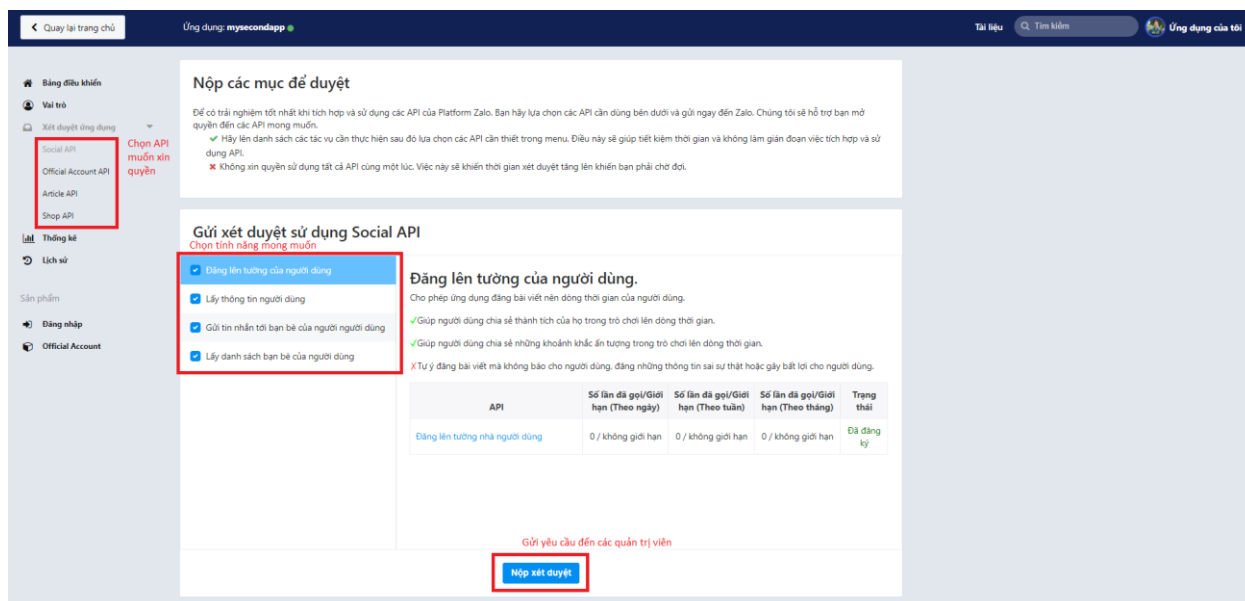 Quay lại trang chủ
Ứng dụng: mysecondapp
Tài liệu
Tìm kiếm
Ứng dụng của tôi
Bảng điều khiển
Vai trò
Xét duyệt ứng dụng
Social API
Official Account API
Article API
Shop API
Chọn API
muốn xin
quyền
Thống kê
Lịch sử
Sản phẩm
Đăng nhập
Official Account
Nộp các mục để duyệt
Để có trải nghiệm tốt nhất khi tích hợp và sử dụng các API của Platform Zalo. Bạn hãy lựa chọn các API cần dùng bên dưới và gửi ngay đến Zalo. Chúng tôi sẽ hỗ trợ bạn mở
quyền đến các API mong muốn.
✔ Hãy lên danh sách các tác vụ cần thực hiện sau đó lựa chọn các API cần thiết trong menu. Điều này sẽ giúp tiết kiệm thời gian và không làm gián đoạn việc tích hợp và sử
dụng API.
✖ Không xin quyền sử dụng tất cả API cùng một lúc. Việc này sẽ khiến thời gian xét duyệt tăng lên khiến bạn phải chờ đợi.
Gửi xét duyệt sử dụng Social API
Chọn tính năng mong muốn
Đăng lên tường của người dùng
Lấy thông tin người dùng
Gửi tin nhắn tới bạn bè của người người dùng
Lấy danh sách bạn bè của người dùng
Đăng lên tường của người dùng.
Cho phép ứng dụng đăng bài viết nên dòng thời gian của người dùng.
✓Giúp người dùng chia sẻ thành tích của họ trong trò chơi lên dòng thời gian.
✓Giúp người dùng chia sẻ những khoảnh khắc ấn tượng trong trò chơi lên dòng thời gian.
XTự ý đăng bài viết mà không báo cho người dùng, đăng những thông tin sai sự thật hoặc gây bất lợi cho người dùng.
API
Số lần đã gọi/Giới
hạn (Theo ngày)
Số lần đã gọi/Giới
hạn (Theo tuần)
Số lần đã gọi/Giới
hạn (Theo tháng)
Trạng
thái
Đăng lên tường nhà người dùng
0 / không giới hạn
0 / không giới hạn
0 / không giới hạn
Đã đăng
ký
Gửi yêu cầu đến các quản trị viên
Nộp xét duyệt